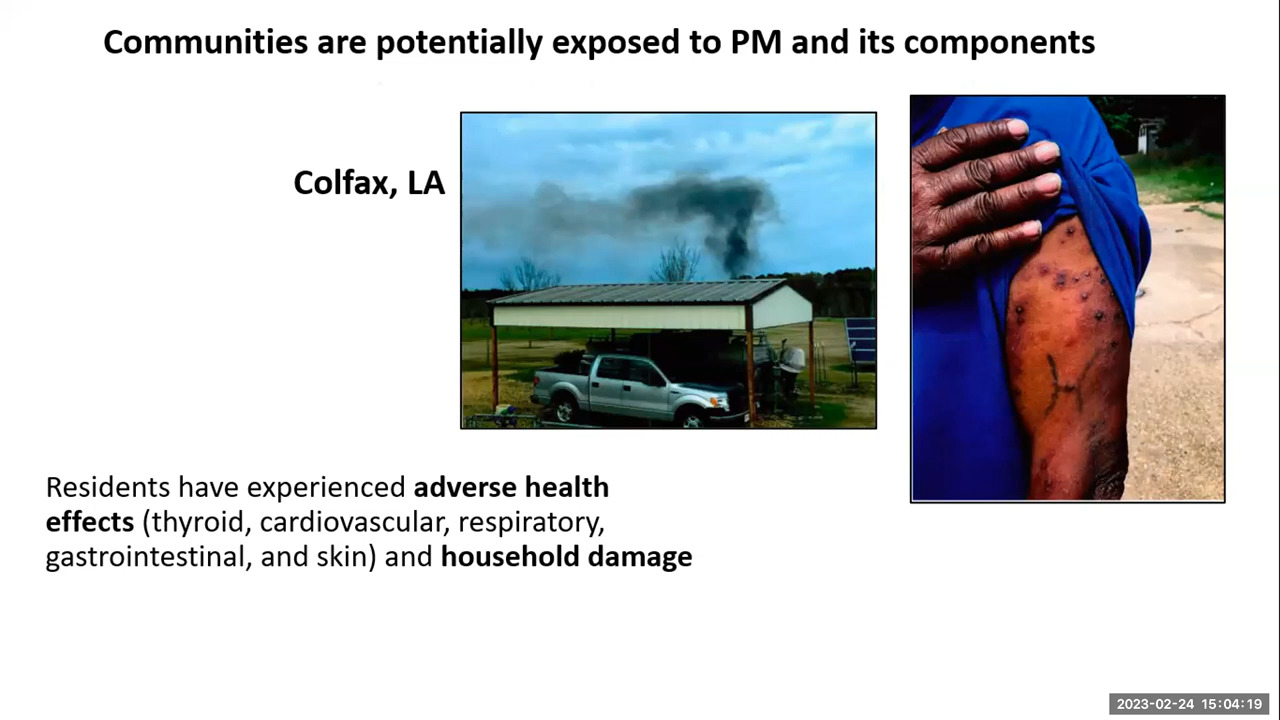 Communities are potentially exposed to PM and its components
Colfax, LA
Residents have experienced adverse health
effects (thyroid, cardiovascular, respiratory,
gastrointestinal, and skin) and household damage
2023-02-24 15:04:19